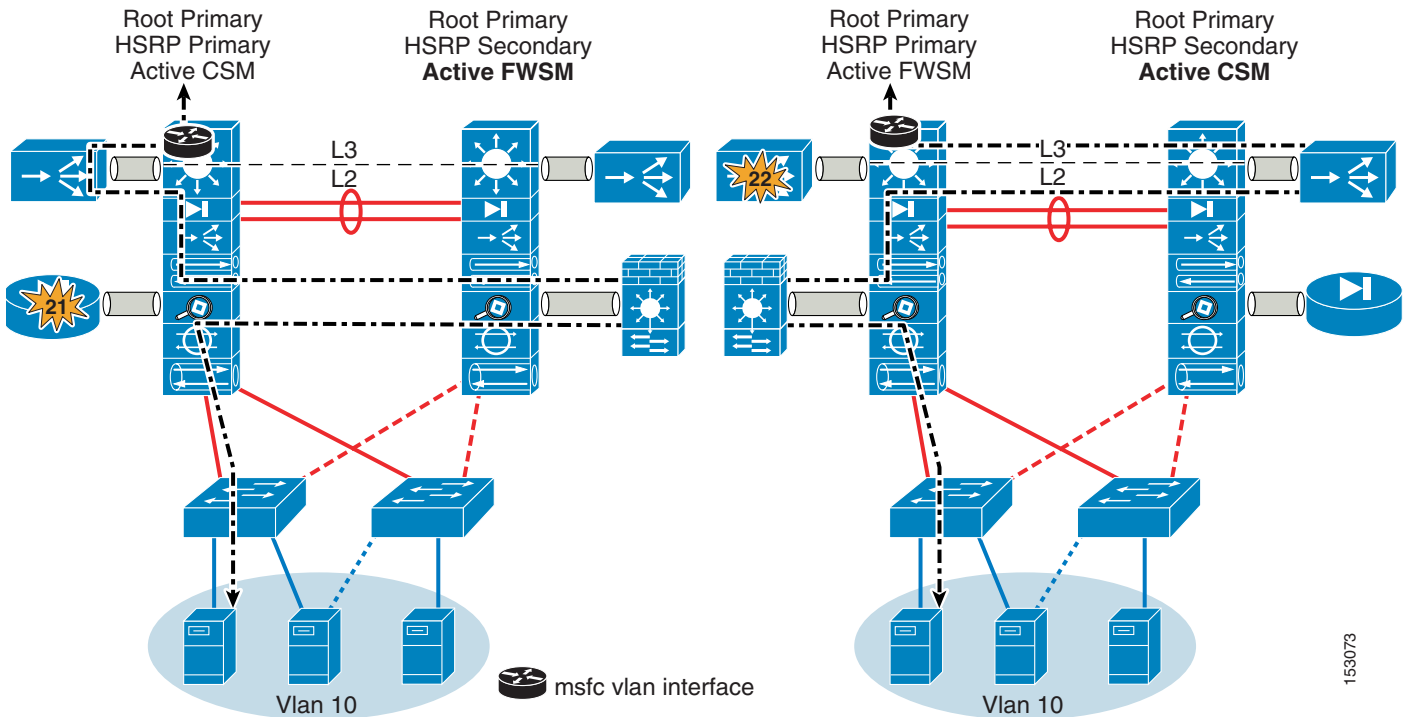 Root Primary
HSRP Primary
Active CSM
Root Primary
HSRP Secondary
Active FWSM
Root Primary
HSRP Primary
Active FWSM
Root Primary
HSRP Secondary
Active CSM
L3
L2
21
L3
L2
22
Vlan 10
msfc vlan interface
Vlan 10
153073